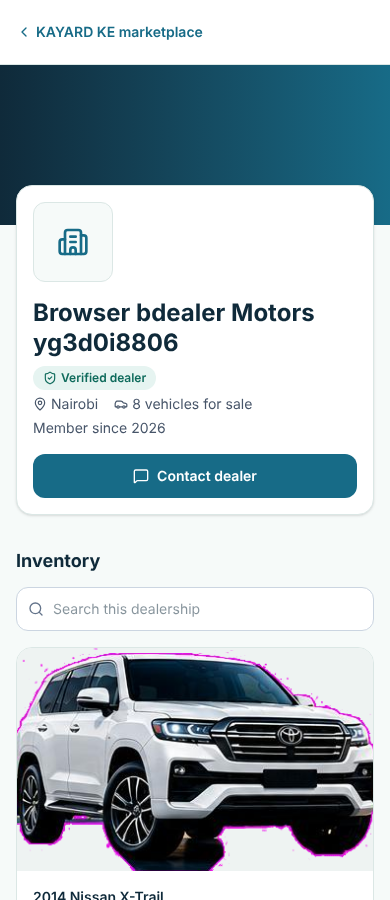 KAYARD KE marketplace
Browser bdealer Motors
yg3d0i8806
Verified dealer
Nairobi 8 vehicles for sale
Member since 2026
Contact dealer
Inventory
Search this dealership
2014 Nissan X-Trail